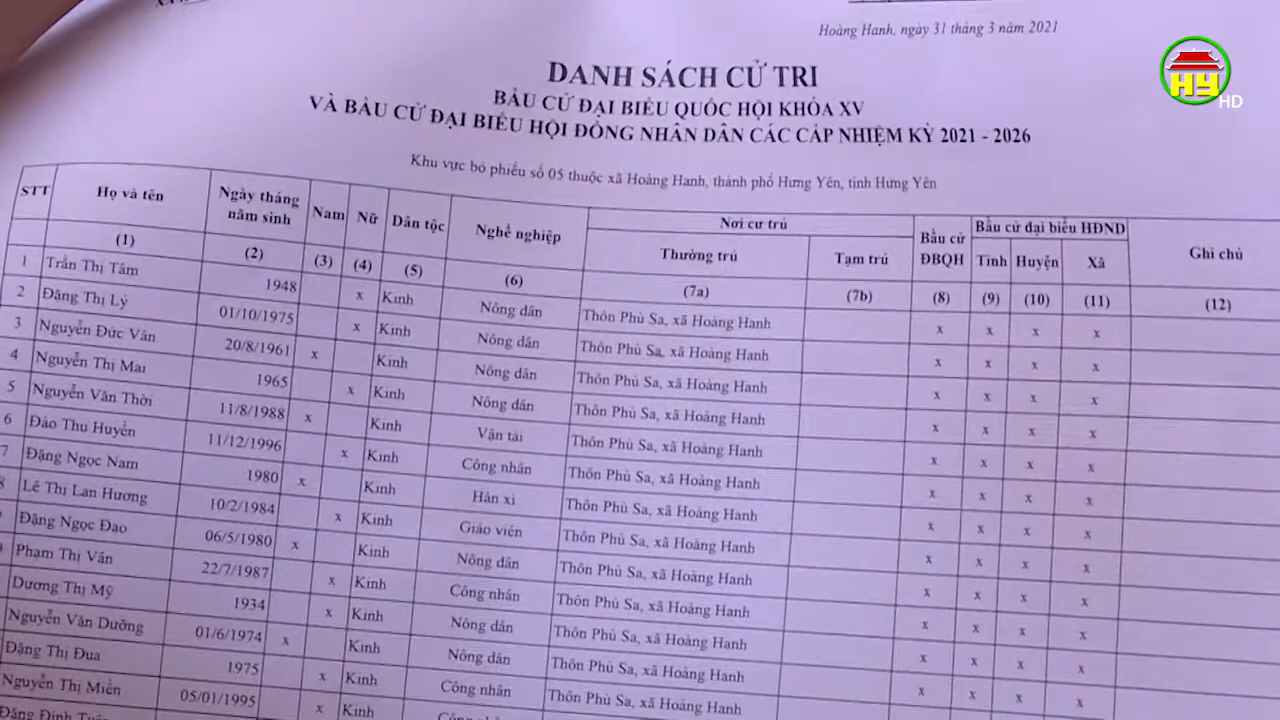 Hoàng Hanh, ngày 31 tháng 3 năm 2021
HY
HD
DANH SÁCH CỬ TRI
BẦU CỬ ĐẠI BIỂU QUỐC HỘI KHÓA XV
VÀ BẦU CỬ ĐẠI BIỂU HỘI ĐỒNG NHÂN DÂN CÁC CẤP NHIỆM KỲ 2021 - 2026
Khu vực bỏ phiếu số 05 thuộc xã Hoàng Hanh, thành phố Hưng Yên, tỉnh Hưng Yên
STT Họ và tên Ngày tháng năm sinh Nam Nữ Dân tộc Nghề nghiệp Nơi cư trú Bầu cử ĐBQH Bầu cử đại biểu HĐND Ghi chú
Thường trú Tạm trú Tỉnh Huyện Xã
(1) (2) (3) (4) (5) (6) (7a) (7b) (8) (9) (10) (11) (12)
1 Trần Thị Tâm 1948 x Kinh Nông dân Thôn Phù Sa, xã Hoàng Hanh x x x x
2 Đặng Thị Lý 01/10/1975 x Kinh Nông dân Thôn Phù Sa, xã Hoàng Hanh x x x x
3 Nguyễn Đức Vân 20/8/1961 x Kinh Nông dân Thôn Phù Sa, xã Hoàng Hanh x x x x
4 Nguyễn Thị Mai 1965 x Kinh Nông dân Thôn Phù Sa, xã Hoàng Hanh x x x x
5 Nguyễn Văn Thời 11/8/1988 x Kinh Vận tải Thôn Phù Sa, xã Hoàng Hanh x x x x
6 Đào Thu Huyền 11/12/1996 x Kinh Công nhân Thôn Phù Sa, xã Hoàng Hanh x x x x
7 Đặng Ngọc Nam 1980 x Kinh Hàn xì Thôn Phù Sa, xã Hoàng Hanh x x x x
8 Lê Thị Lan Hương 10/2/1984 x Kinh Giáo viên Thôn Phù Sa, xã Hoàng Hanh x x x x
Đặng Ngọc Đạo 06/5/1980 x Kinh Nông dân Thôn Phù Sa, xã Hoàng Hanh x x x x
Phạm Thị Vân 22/7/1987 x Kinh Công nhân Thôn Phù Sa, xã Hoàng Hanh x x x x
Dương Thị Mỹ 1934 x Kinh Nông dân Thôn Phù Sa, xã Hoàng Hanh x x x x
Nguyễn Văn Dưỡng 01/6/1974 x Kinh Nông dân Thôn Phù Sa, xã Hoàng Hanh x x x x
Đặng Thị Đua 1975 x Kinh Công nhân Thôn Phù Sa, xã Hoàng Hanh
Nguyễn Thị Miền 05/01/1995 x Kinh
Đặng Đình